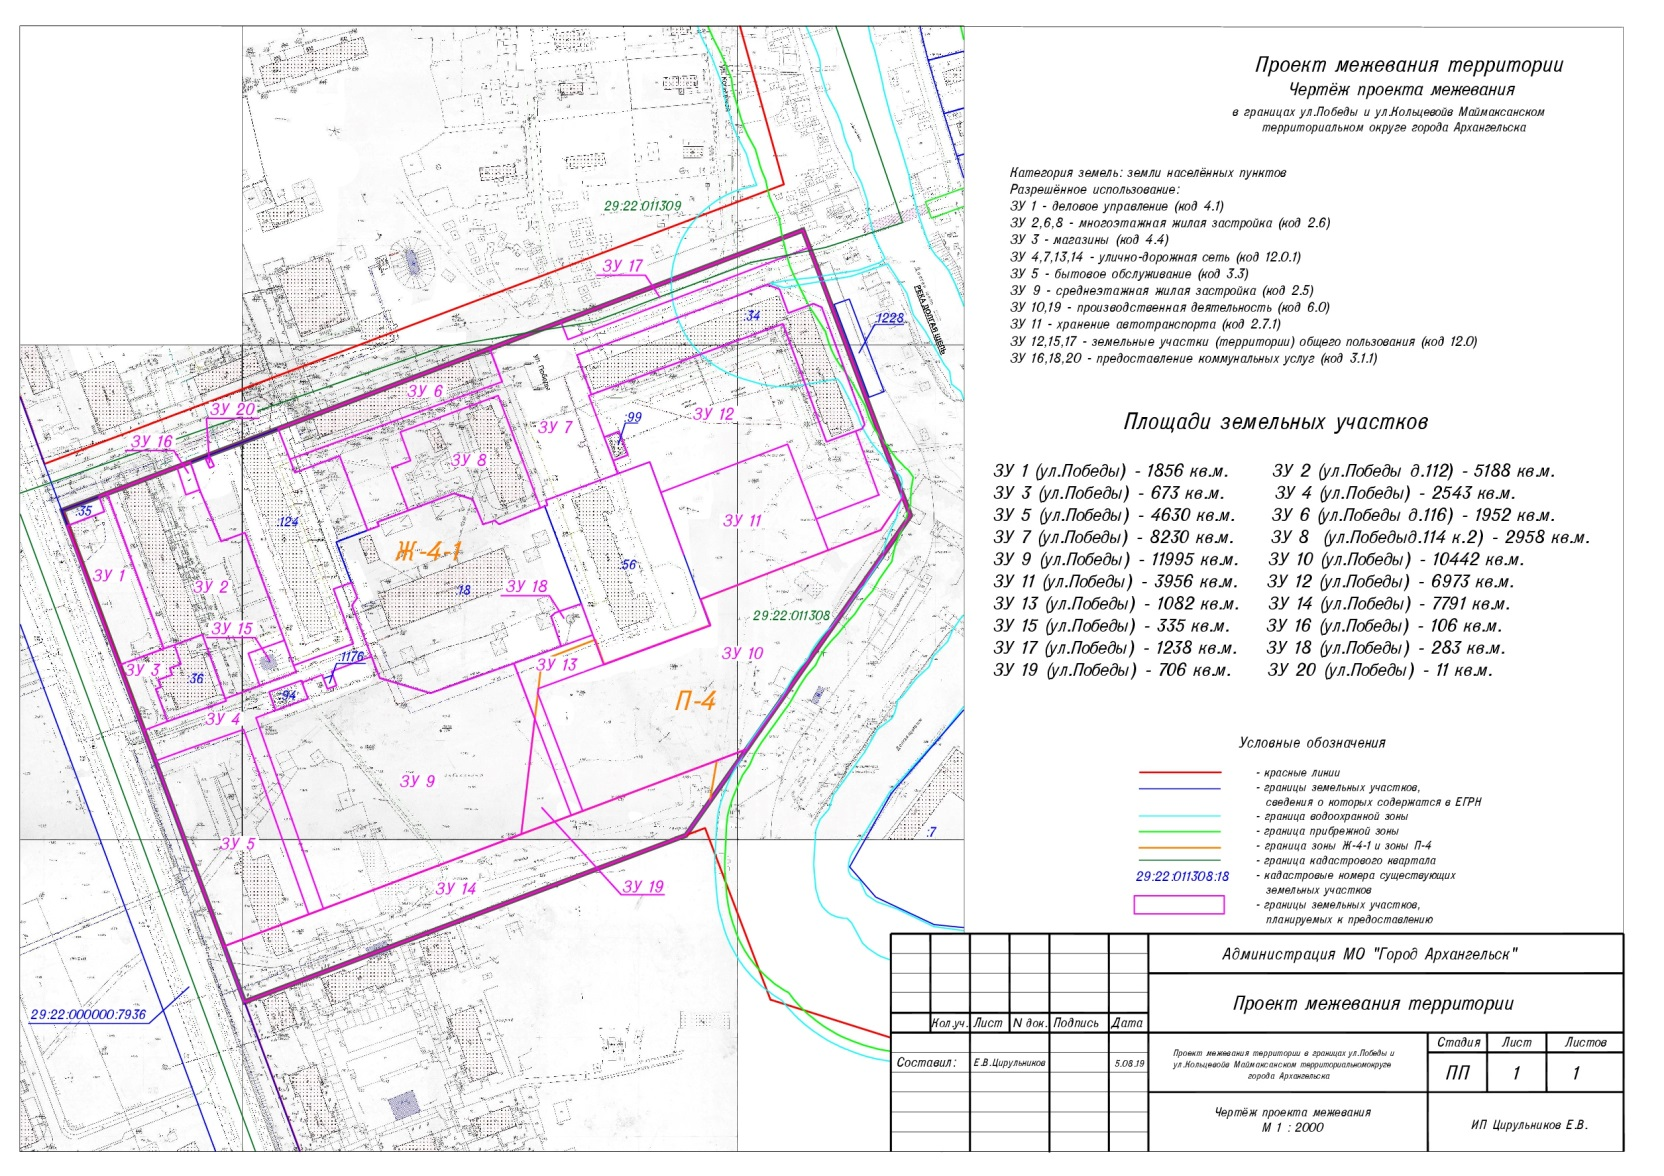 Проект межевания территории
Чертёж проекта межевания
в границах ул.Победы и ул.Кольцевойв Маймаксанском
территориальном округе города Архангельска
Категория земель: земли населённых пунктов
Разрешённое использование:
ЗУ 1 - деловое управление (код 4.1)
ЗУ 2,6,8 - многоэтажная жилая застройка (код 2.6)
ЗУ 3 - магазины (код 4.4)
ЗУ 4,7,13,14 - улично-дорожная сеть (код 12.0.1)
ЗУ 5 - бытовое обслуживание (код 3.3)
ЗУ 9 - среднеэтажная жилая застройка (код 2.5)
ЗУ 10,19 - производственная деятельность (код 6.0)
ЗУ 11 - хранение автотранспорта (код 2.7.1)
ЗУ 12,15,17 - земельные участки (территории) общего пользования (код 12.0)
ЗУ 16,18,20 - предоставление коммунальных услуг (код 3.1.1)
Площади земельных участков
ЗУ 1 (ул.Победы) - 1856 кв.м. ЗУ 2 (ул.Победы д.112) - 5188 кв.м.
ЗУ 3 (ул.Победы) - 673 кв.м. ЗУ 4 (ул.Победы) - 2543 кв.м.
ЗУ 5 (ул.Победы) - 4630 кв.м. ЗУ 6 (ул.Победы д.116) - 1952 кв.м.
ЗУ 7 (ул.Победы) - 8230 кв.м. ЗУ 8 (ул.Победыд.114 к.2) - 2958 кв.м.
ЗУ 9 (ул.Победы) - 11995 кв.м. ЗУ 10 (ул.Победы) - 10442 кв.м.
ЗУ 11 (ул.Победы) - 3956 кв.м. ЗУ 12 (ул.Победы) - 6973 кв.м.
ЗУ 13 (ул.Победы) - 1082 кв.м. ЗУ 14 (ул.Победы) - 7791 кв.м.
ЗУ 15 (ул.Победы) - 335 кв.м. ЗУ 16 (ул.Победы) - 106 кв.м.
ЗУ 17 (ул.Победы) - 1238 кв.м. ЗУ 18 (ул.Победы) - 283 кв.м.
ЗУ 19 (ул.Победы) - 706 кв.м. ЗУ 20 (ул.Победы) - 11 кв.м.
Условные обозначения
- красные линии
- границы земельных участков,
сведения о которых содержатся в ЕГРН
- граница водоохранной зоны
- граница прибрежной зоны
- граница зоны Ж-4-1 и зоны П-4
- граница кадастрового квартала
29:22:011308:18 - кадастровые номера существующих
земельных участков
- границы земельных участков,
планируемых к предоставлению
29:22:011309
ЗУ 17
:34
:1228
РЕКА ДОЛГАЯ ЩЕЛЬ
ЗУ 6
ЗУ 20
ЗУ 16
ЗУ 7
:99
ЗУ 12
ЗУ 8
:35
:124
ЗУ 11
Ж-4-1
:56
ЗУ 1
ЗУ 2
:18
ЗУ 18
29:22:011308
ЗУ 15
ЗУ 10
ЗУ 3
:36
:1176
ЗУ 13
:94
П-4
ЗУ 4
ЗУ 9
ЗУ 5
:7
ЗУ 14
ЗУ 19
29:22:000000:7936
Администрация МО "Город Архангельск"
Проект межевания территории
Кол.уч. Лист N док. Подпись Дата
Составил: Е.В.Цирульников 5.08.19
Проект межевания территории в границах ул.Победы и
ул.Кольцевойв Маймаксанском территориальномокруге
города Архангельска
Стадия Лист Листов
ПП 1 1
Чертёж проекта межевания
М 1 : 2000
ИП Цирульников Е.В.